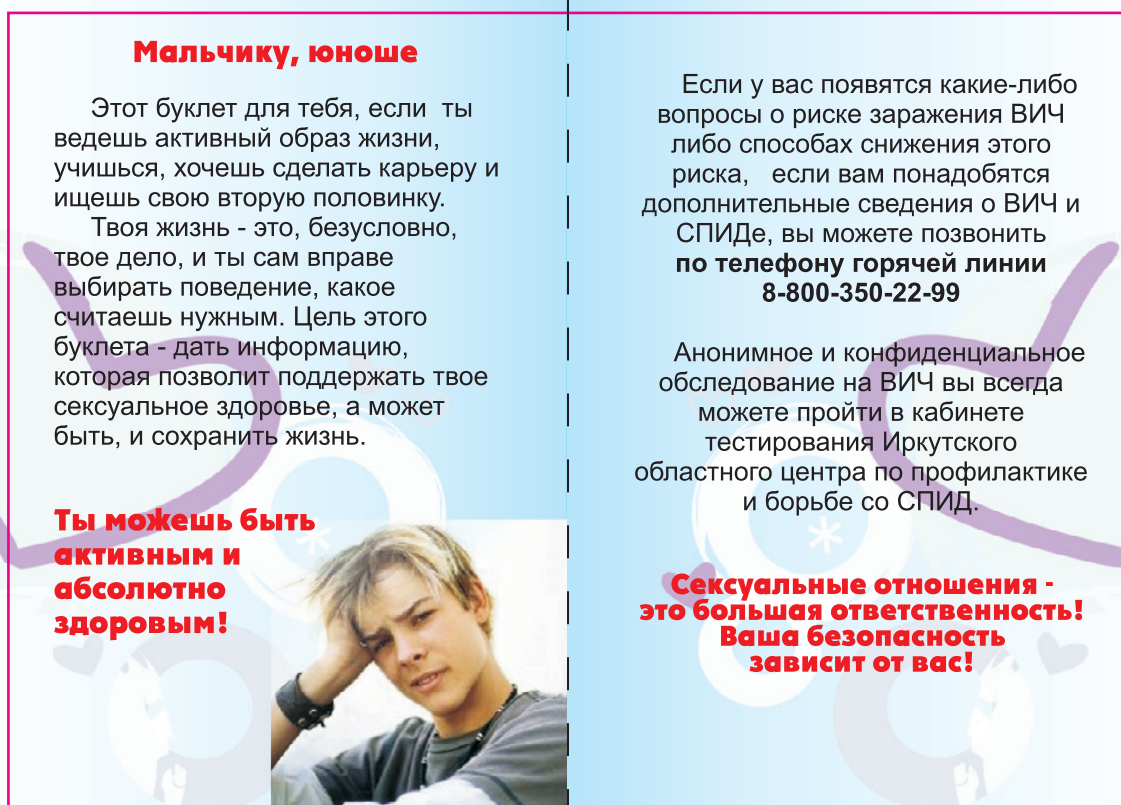 Мальчику, юноше
Этот буклет для тебя, если ты
ведешь активный образ жизни,
учишься, хочешь сделать карьеру и
ищешь свою вторую половинку.
Твоя жизнь - это, безусловно,
твое дело, и ты сам вправе
выбирать поведение, какое
считаешь нужным. Цель этого
буклета - дать информацию,
которая позволит поддержать твое
сексуальное здоровье, а может
быть, и сохранить жизнь.
Ты можешь быть
активным и
абсолютно
здоровым!
Если у вас появятся какие-либо
вопросы о риске заражения ВИЧ
либо способах снижения этого
риска, если вам понадобятся
дополнительные сведения о ВИЧ и
СПИДе, вы можете позвонить
по телефону горячей линии
8-800-350-22-99
Анонимное и конфиденциальное
обследование на ВИЧ вы всегда
можете пройти в кабинете
тестирования Иркутского
областного центра по профилактике
и борьбе со СПИД.
Сексуальные отношения -
это большая ответственность!
Ваша безопасность
зависит от вас!